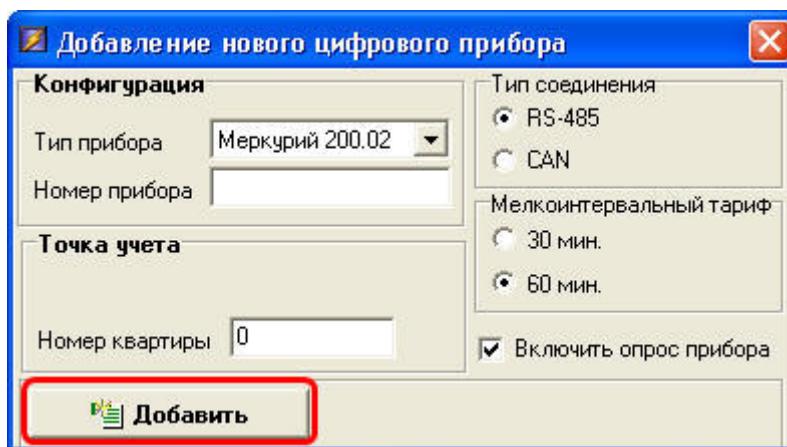 Добавление нового цифрового прибора
Конфигурация
Тип прибора
Меркурий 200.02
Номер прибора
Точка учета
Номер квартиры
0
Тип соединения
RS-485
CAN
Мелкоинтервальный тариф
30 мин.
60 мин.
Включить опрос прибора
Добавить